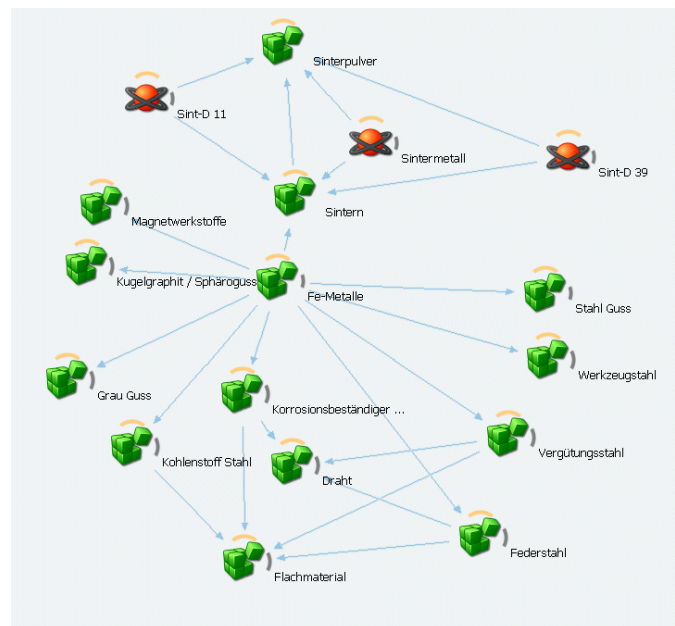 Sinterpulver
Sint-D 11
Sintermetall
Sint-D 39
Sintern
Magnetwerkstoffe
Kugelgraphit / Sphäroguss
Fe-Metalle
Stahl Guss
Werkzeugstahl
Grau Guss
Korrosionsbeständiger ...
Kohlenstoff Stahl
Vergütungsstahl
Draht
Federstahl
Flachmaterial